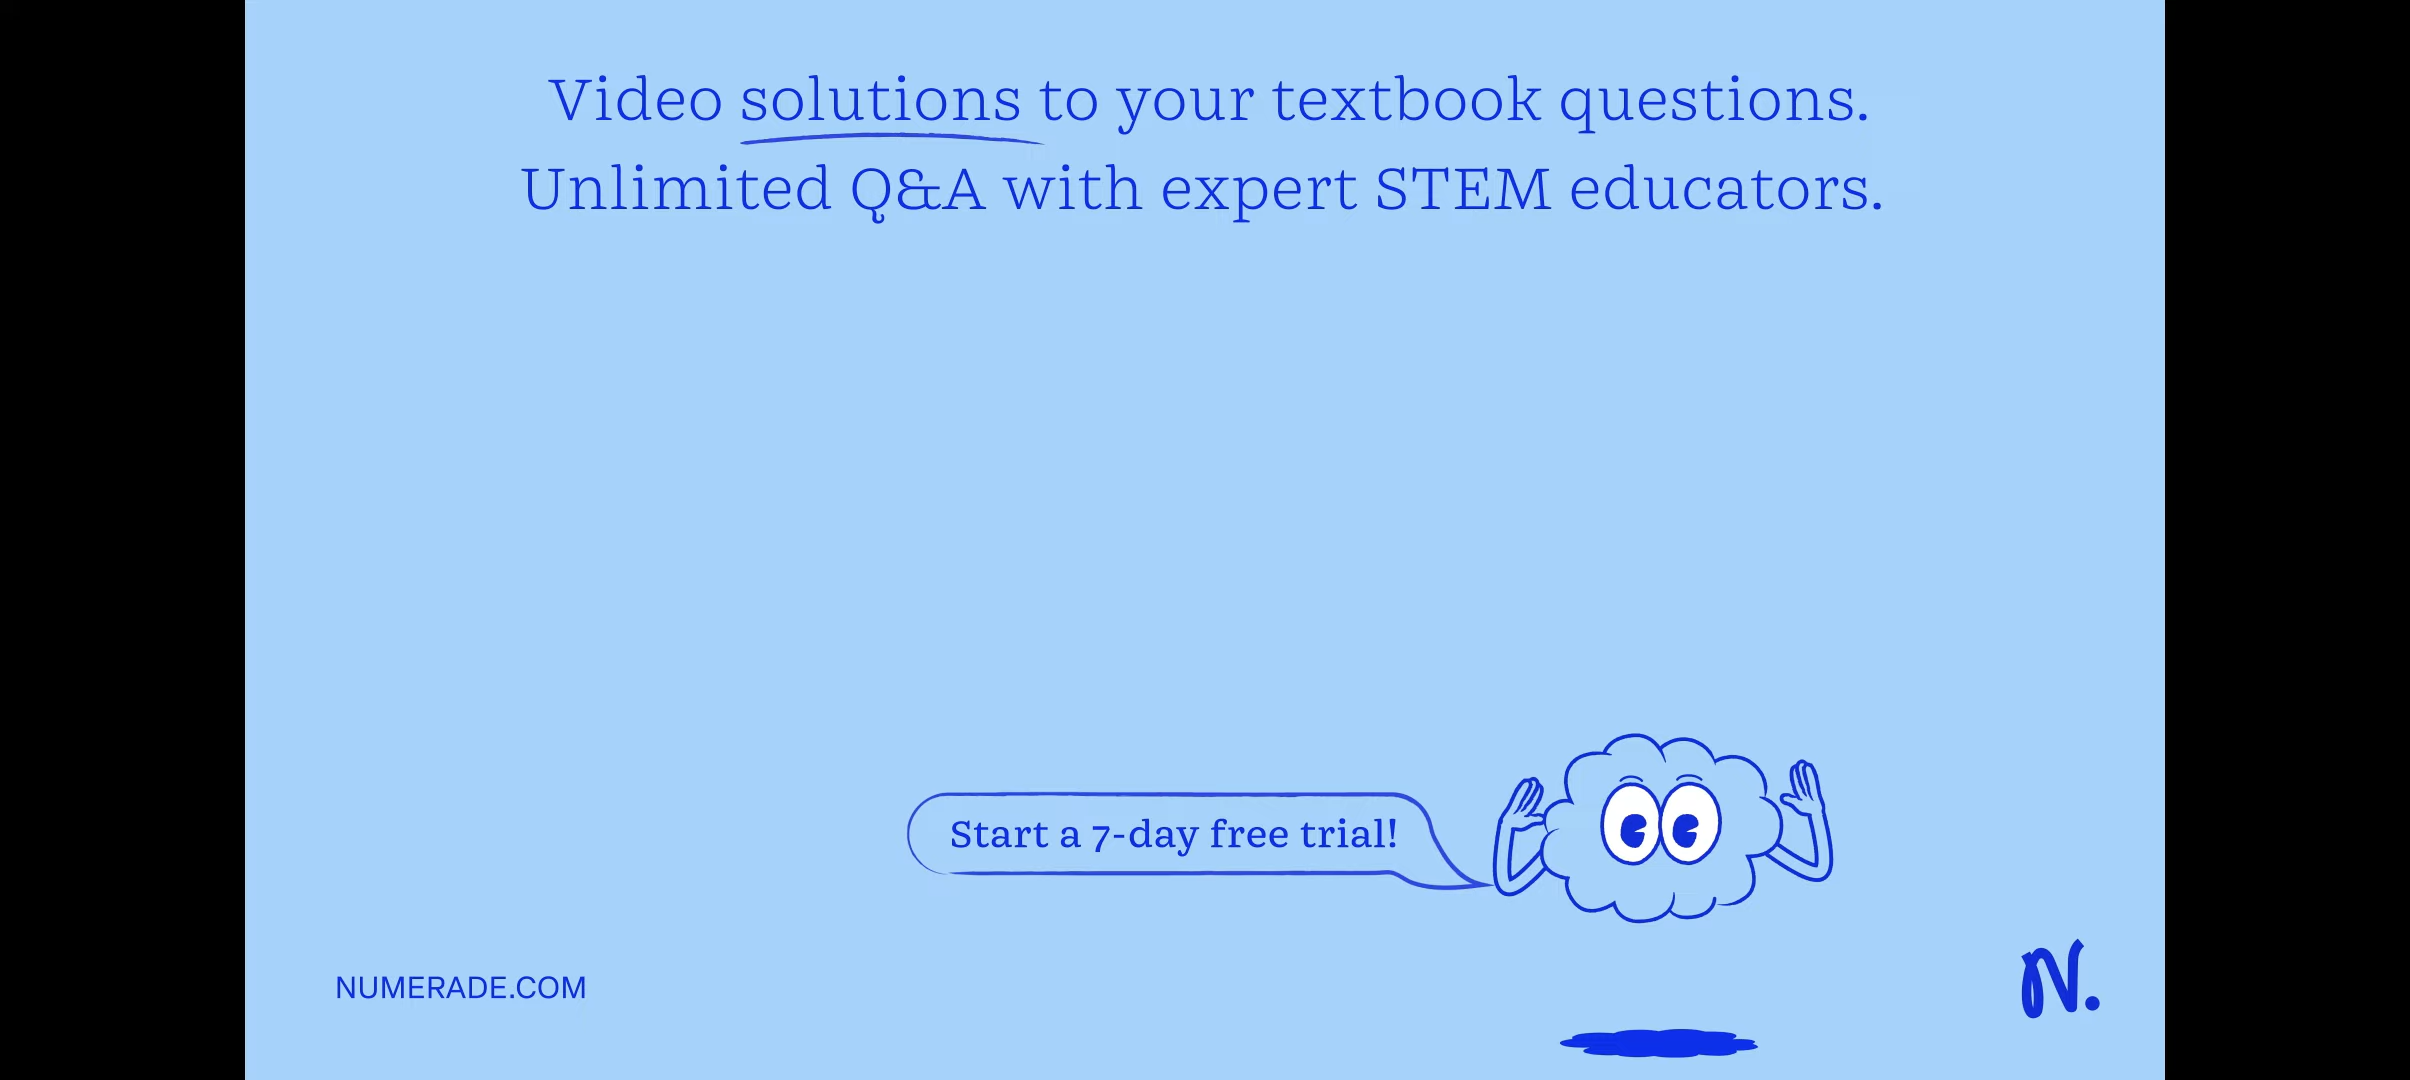 Video solutions to your textbook questions.
Unlimited Q&A with expert STEM educators.
Start a 7-day free trial!
NUMERADE.COM
N.